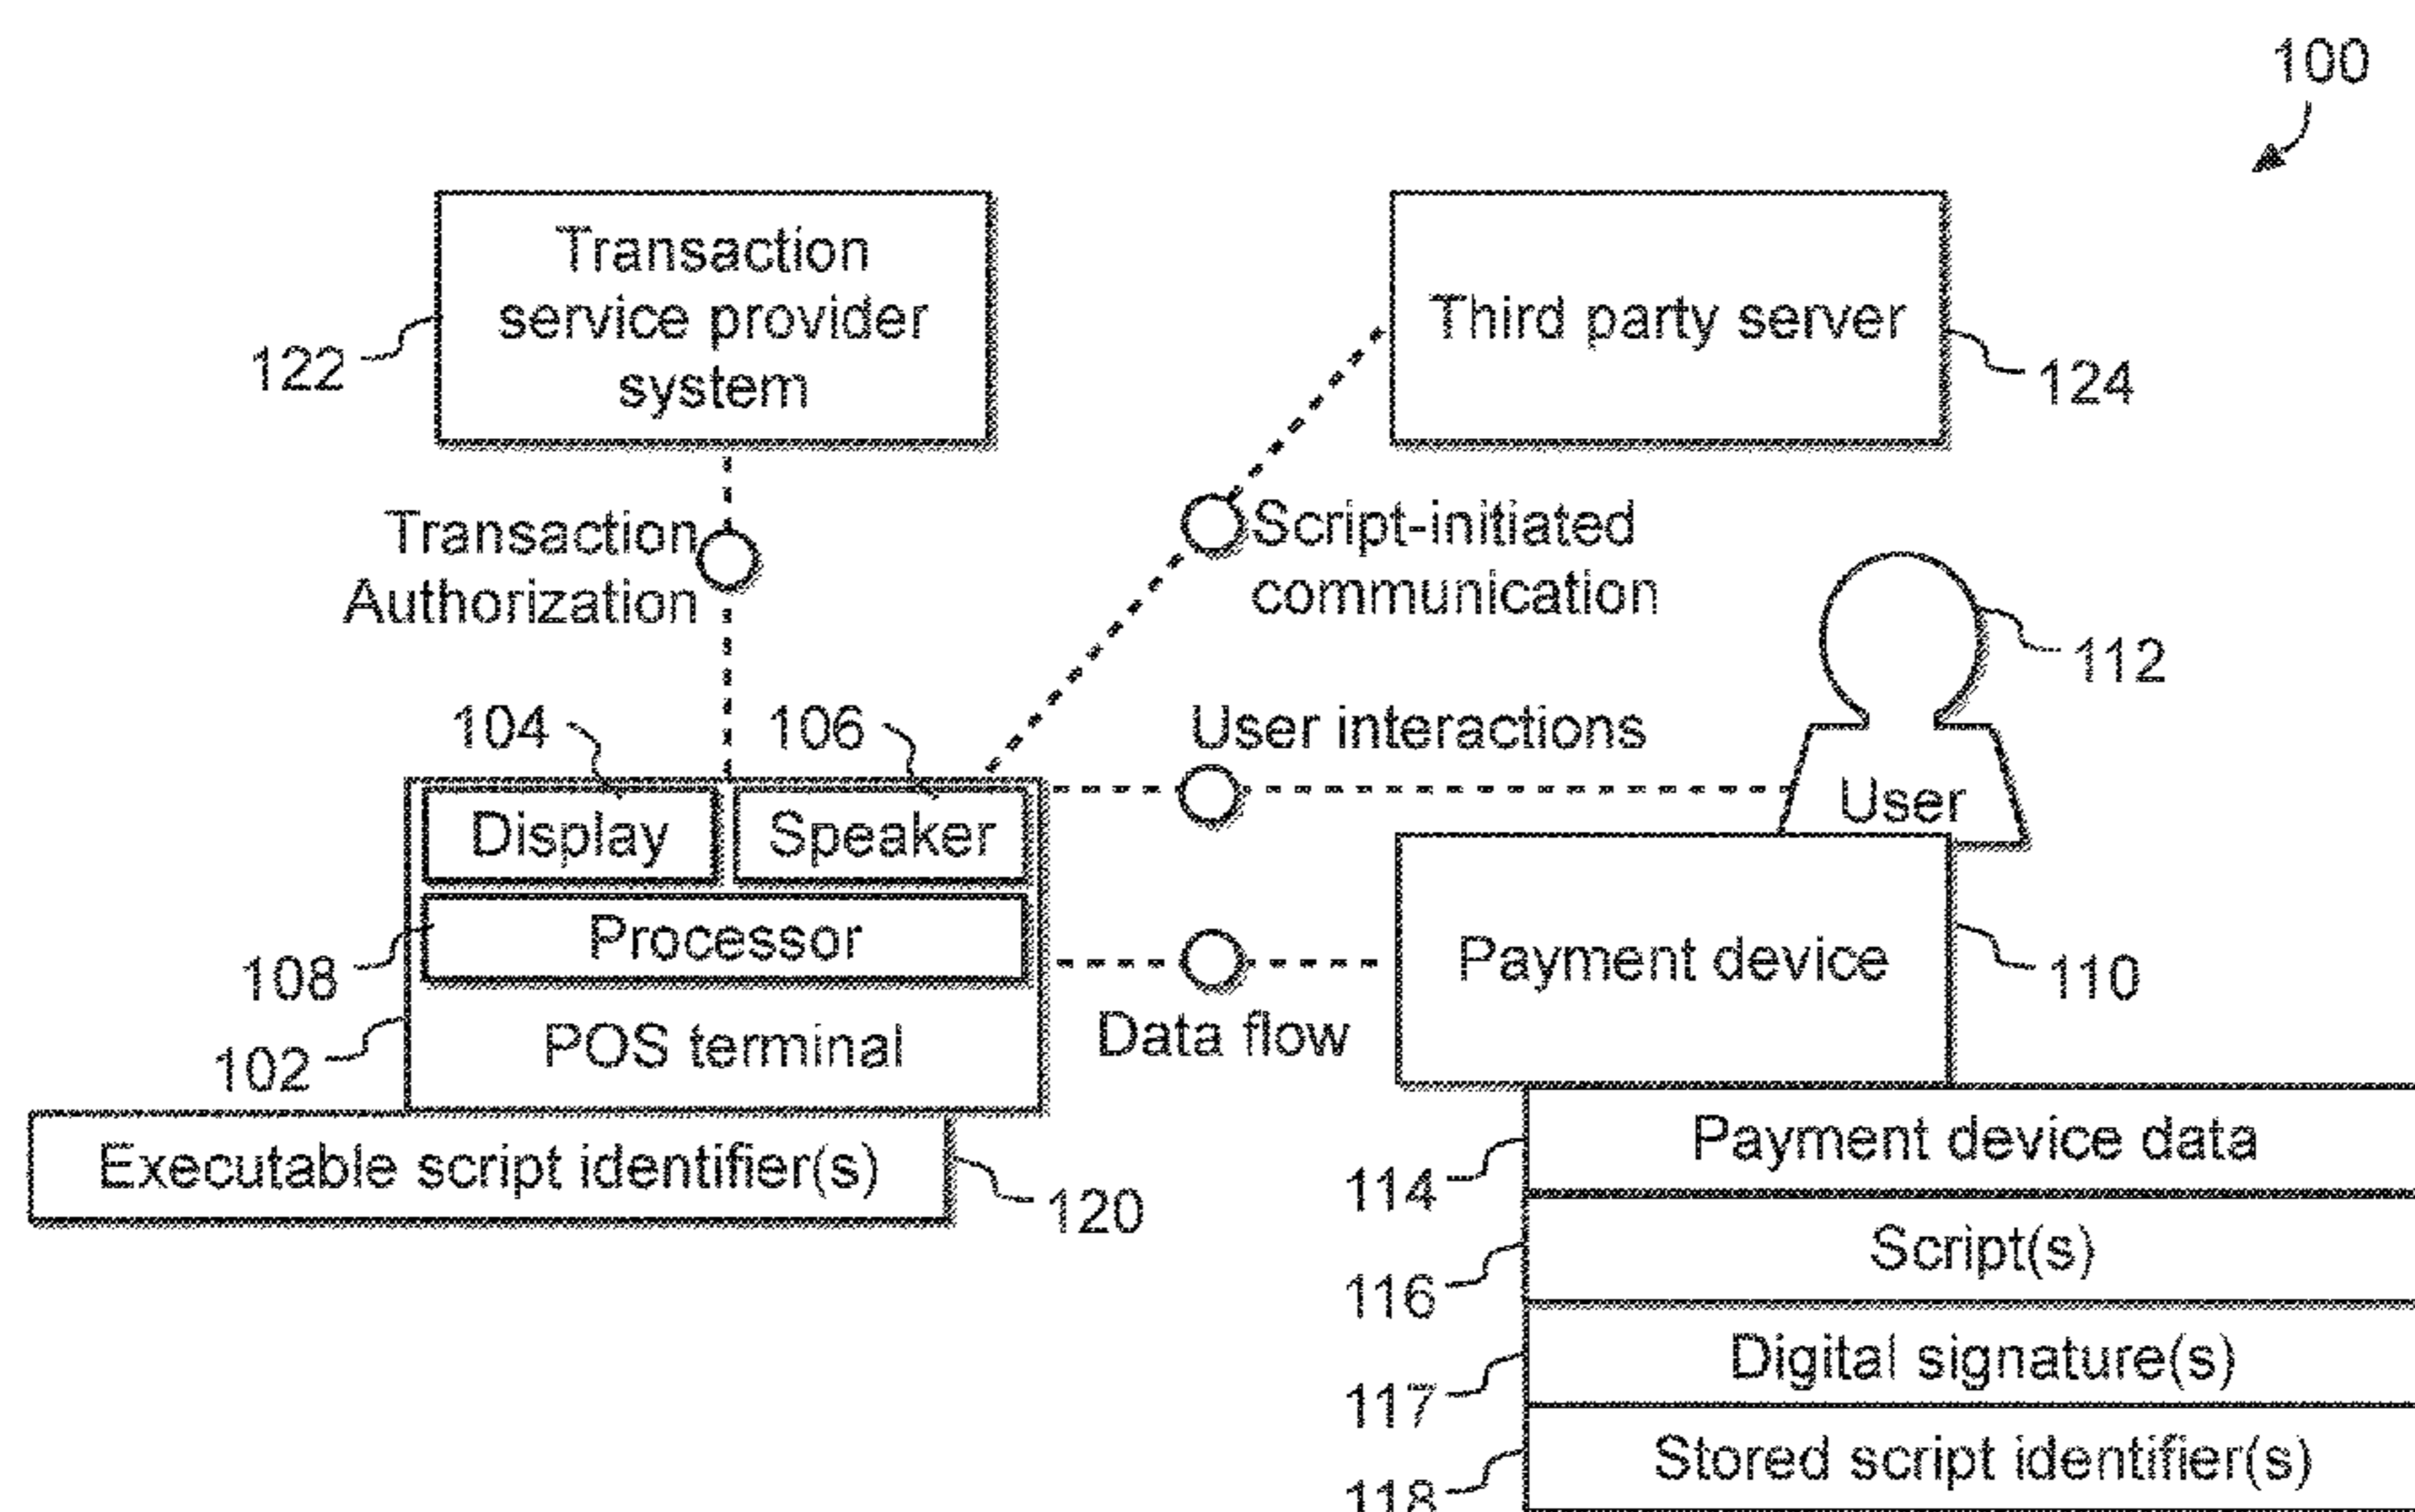 100
Transaction
service provider
system
122
Third party server
124
Transaction
Authorization
Script-initiated
communication
112
104
106
User interactions
User
Display
Speaker
Processor
108
POS terminal
102
Data flow
Payment device
110
Executable script identifier(s)
120
Payment device data
114
Script(s)
116
Digital signature(s)
117
Stored script identifier(s)
118